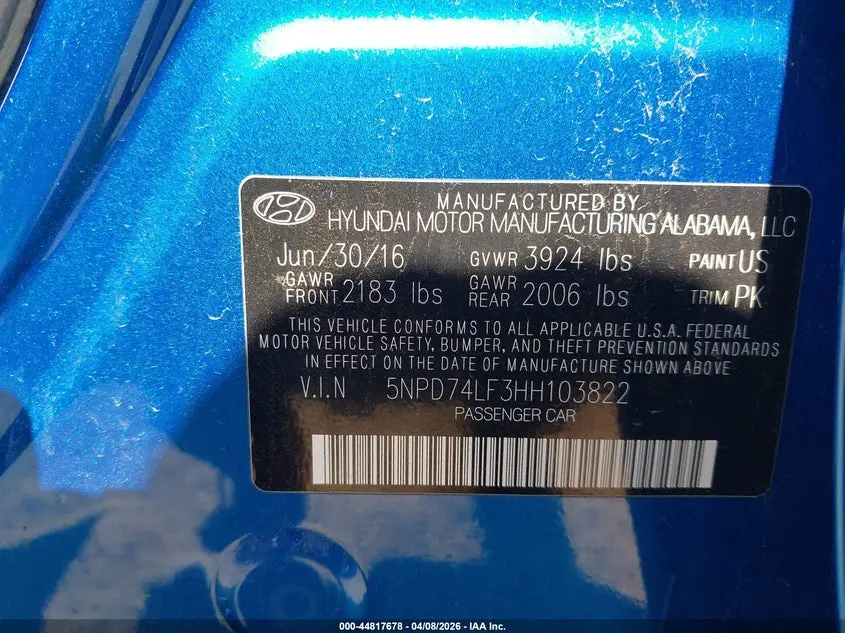 MANUFACTURED BY
HYUNDAI MOTOR MANUFACTURING ALABAMA, LLC
Jun/30/16 GVWR 3924 lbs PAINT US
GAWR FRONT 2183 lbs GAWR REAR 2006 lbs TRIM PK
THIS VEHICLE CONFORMS TO ALL APPLICABLE U.S.A. FEDERAL
MOTOR VEHICLE SAFETY, BUMPER, AND THEFT PREVENTION STANDARDS
IN EFFECT ON THE DATE OF MANUFACTURE SHOWN ABOVE
V.I.N 5NPD74LF3HH103822
PASSENGER CAR
000-44817678 - 04/08/2026 - IAA Inc.